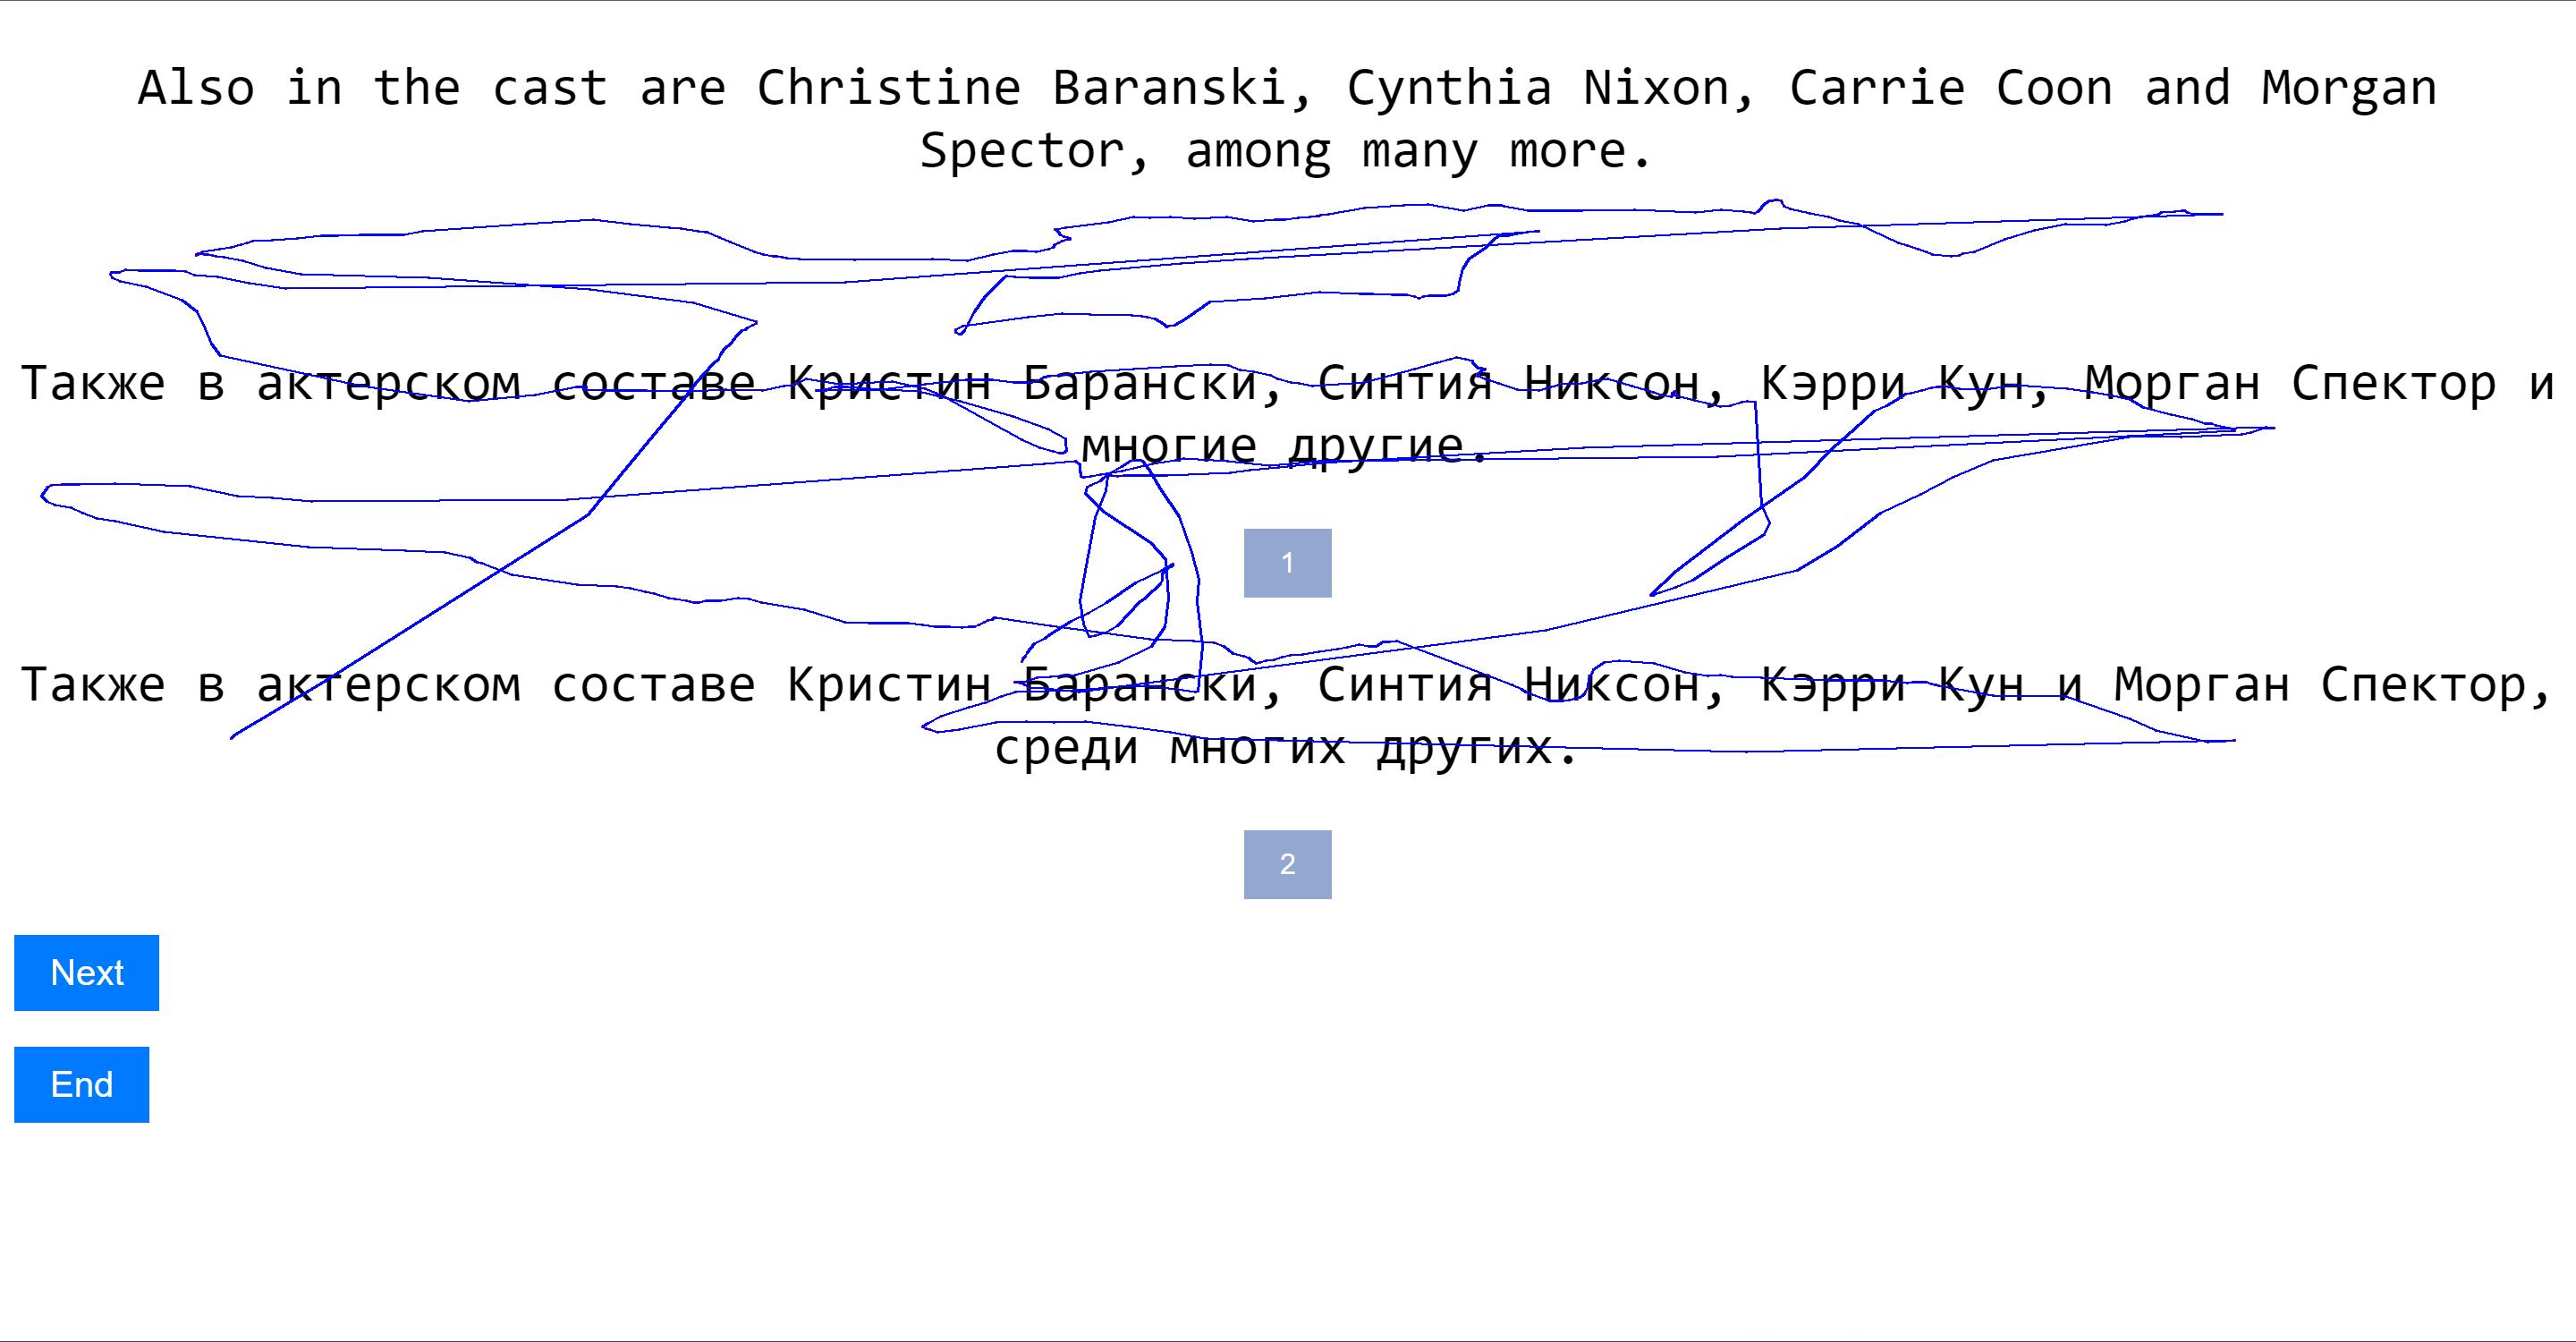 Also in the cast are Christine Baranski, Cynthia Nixon, Carrie Coon and Morgan
Spector, among many more.
Также в актерском составе Кристин Барански, Синтия Никсон, Кэрри Кун, Морган Спектор и
многие другие.
1
Также в актерском составе Кристин Барански, Синтия Никсон, Кэрри Кун и Морган Спектор,
среди многих других.
2
Next
End